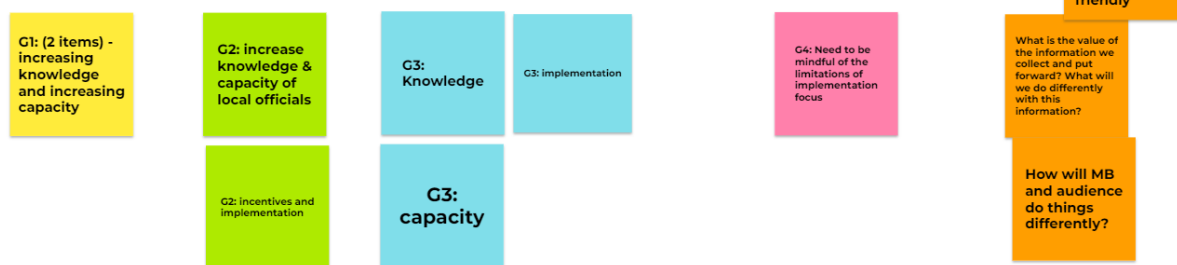 friendly
G1: (2 items) -
increasing
knowledge
and increasing
capacity
G2: increase
knowledge &
capacity of
local officials
G3:
Knowledge
G3: implementation
G4: Need to be
mindful of the
limitations of
implementation
focus
What is the value of
the information we
collect and put
forward? What will
we do differently
with this
information?
G2: incentives and
implementation
G3:
capacity
How will MB
and audience
do things
differently?